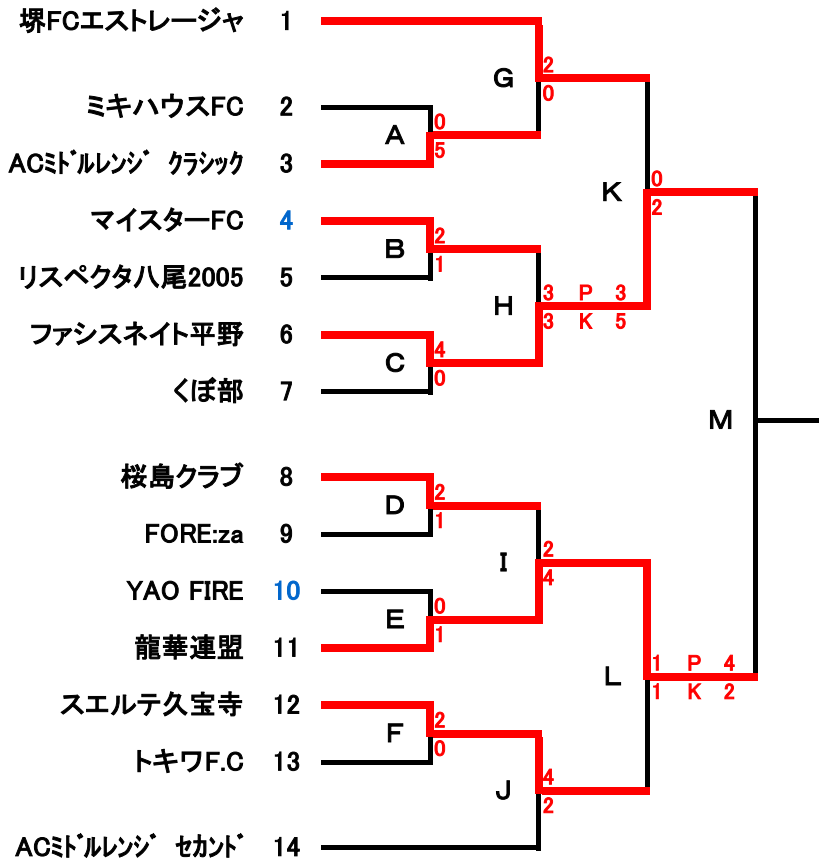 堺FCエストレージャ 1
2
G
0
ミキハウスFC 2
0
A
5
ACミドルレンジ クラシック 3
0
K
2
マイスターFC 4
2
B
1
リスペクタ八尾2005 5
3 P 3
H
3 K 5
ファシスネイト平野 6
4
C
0
くぼ部 7
M
桜島クラブ 8
2
D
1
FORE:za 9
2
I
4
YAO FIRE 10
0
E
1
龍華連盟 11
1 P 4
L
1 K 2
スエルテ久宝寺 12
2
F
0
トキワF.C 13
4
J
2
ACミドルレンジ セカンド 14